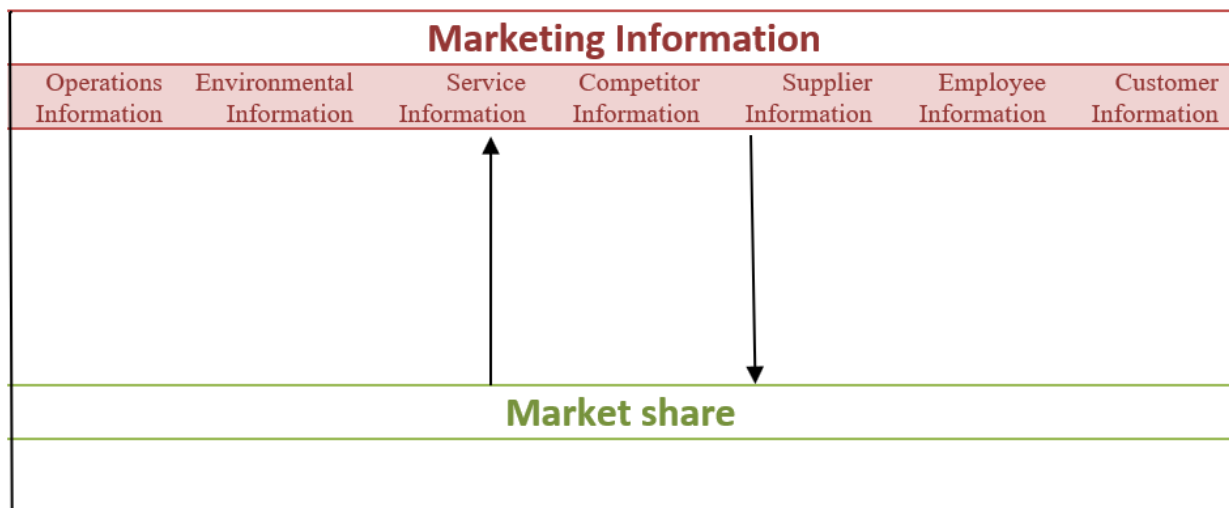 Marketing Information
Operations Environmental Service Competitor Supplier Employee Customer
Information Information Information Information Information Information Information
Market share